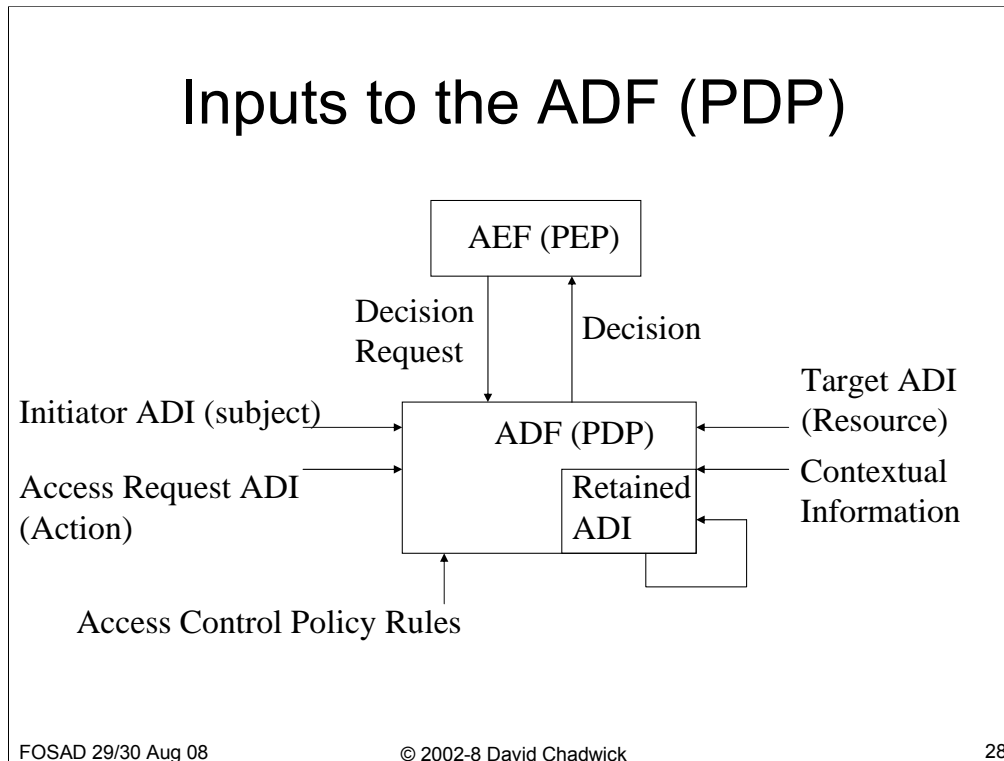 Inputs to the ADF (PDP)
AEF (PEP)
Decision
Request
Decision
Initiator ADI (subject)
Access Request ADI
(Action)
ADF (PDP)
Retained
ADI
Target ADI
(Resource)
Contextual
Information
Access Control Policy Rules
FOSAD 29/30 Aug 08
© 2002-8 David Chadwick
28